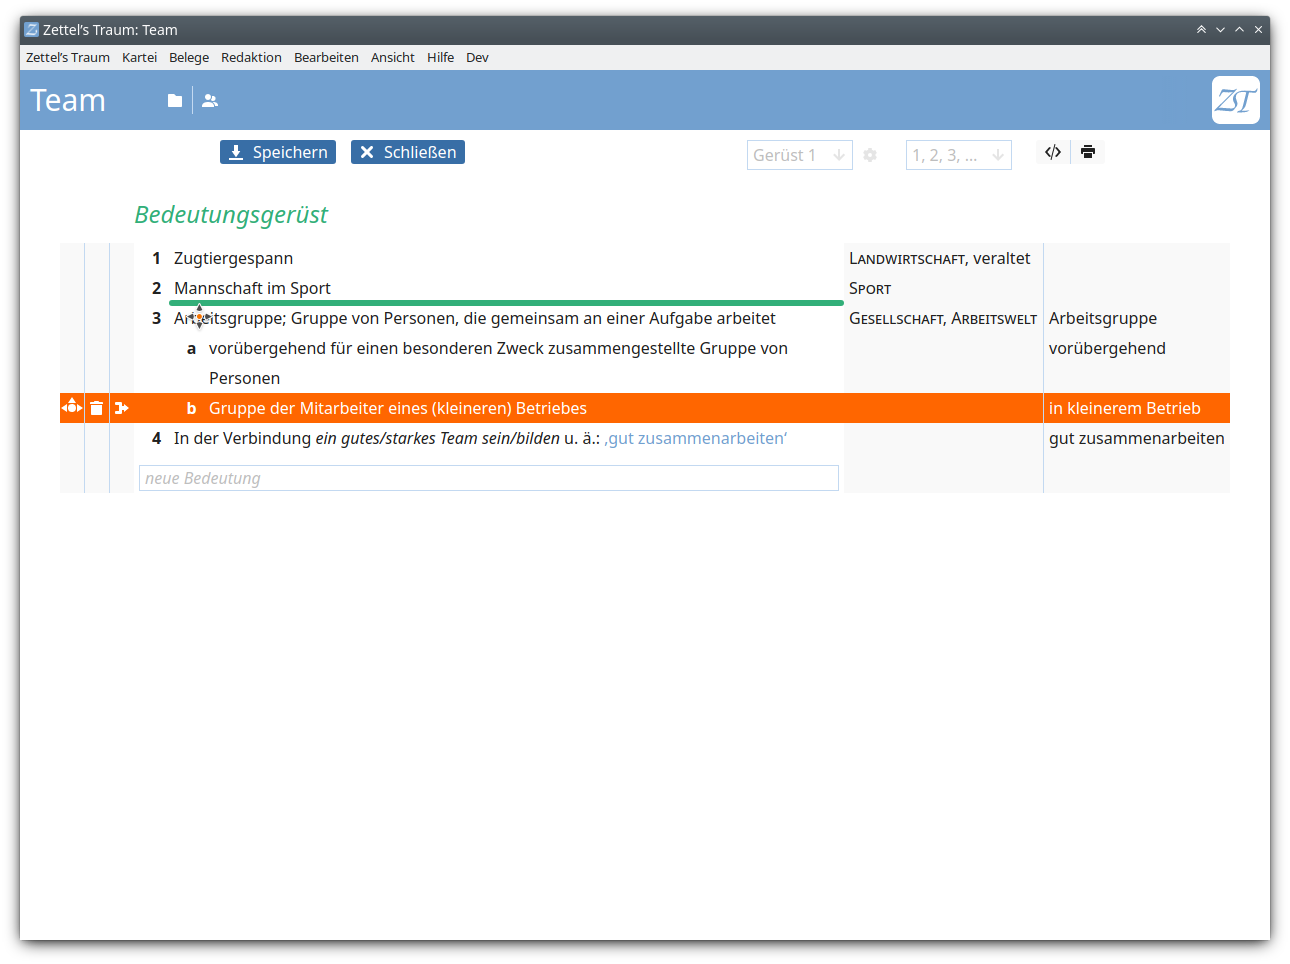 Zettel’s Traum: Team
Zettel’s Traum Kartei Belege Redaktion Bearbeiten Ansicht Hilfe Dev
Team
ZST
Speichern Schließen Gerüst 1 1, 2, 3, …
Bedeutungsgerüst
1 Zugtiergespann Landwirtschaft, veraltet
2 Mannschaft im Sport Sport
3 Arbeitsgruppe; Gruppe von Personen, die gemeinsam an einer Aufgabe arbeitet Gesellschaft, Arbeitswelt Arbeitsgruppe
a vorübergehend für einen besonderen Zweck zusammengestellte Gruppe von vorübergehend
Personen
b Gruppe der Mitarbeiter eines (kleineren) Betriebes in kleinerem Betrieb
4 In der Verbindung ein gutes/starkes Team sein/bilden u. ä.: ‚gut zusammenarbeiten‘ gut zusammenarbeiten
neue Bedeutung